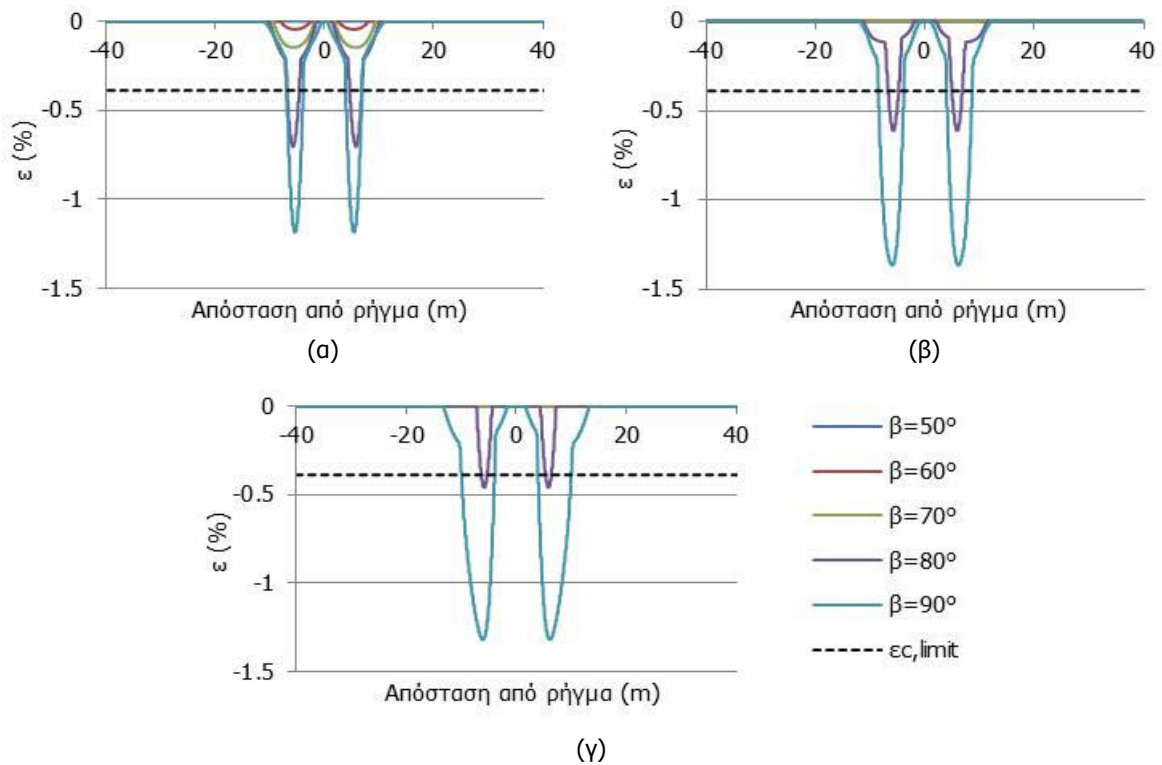 0
-0.5
-1
-1.5
-40 -20 0 20 40
ε (%)
Απόσταση από ρήγμα (m)
(α)
0
-0.5
-1
-1.5
-40 -20 0 20 40
ε (%)
Απόσταση από ρήγμα (m)
(β)
0
-0.5
-1
-1.5
-40 -20 0 20 40
ε (%)
Απόσταση από ρήγμα (m)
(γ)
β=50°
β=60°
β=70°
β=80°
β=90°
εc,limit